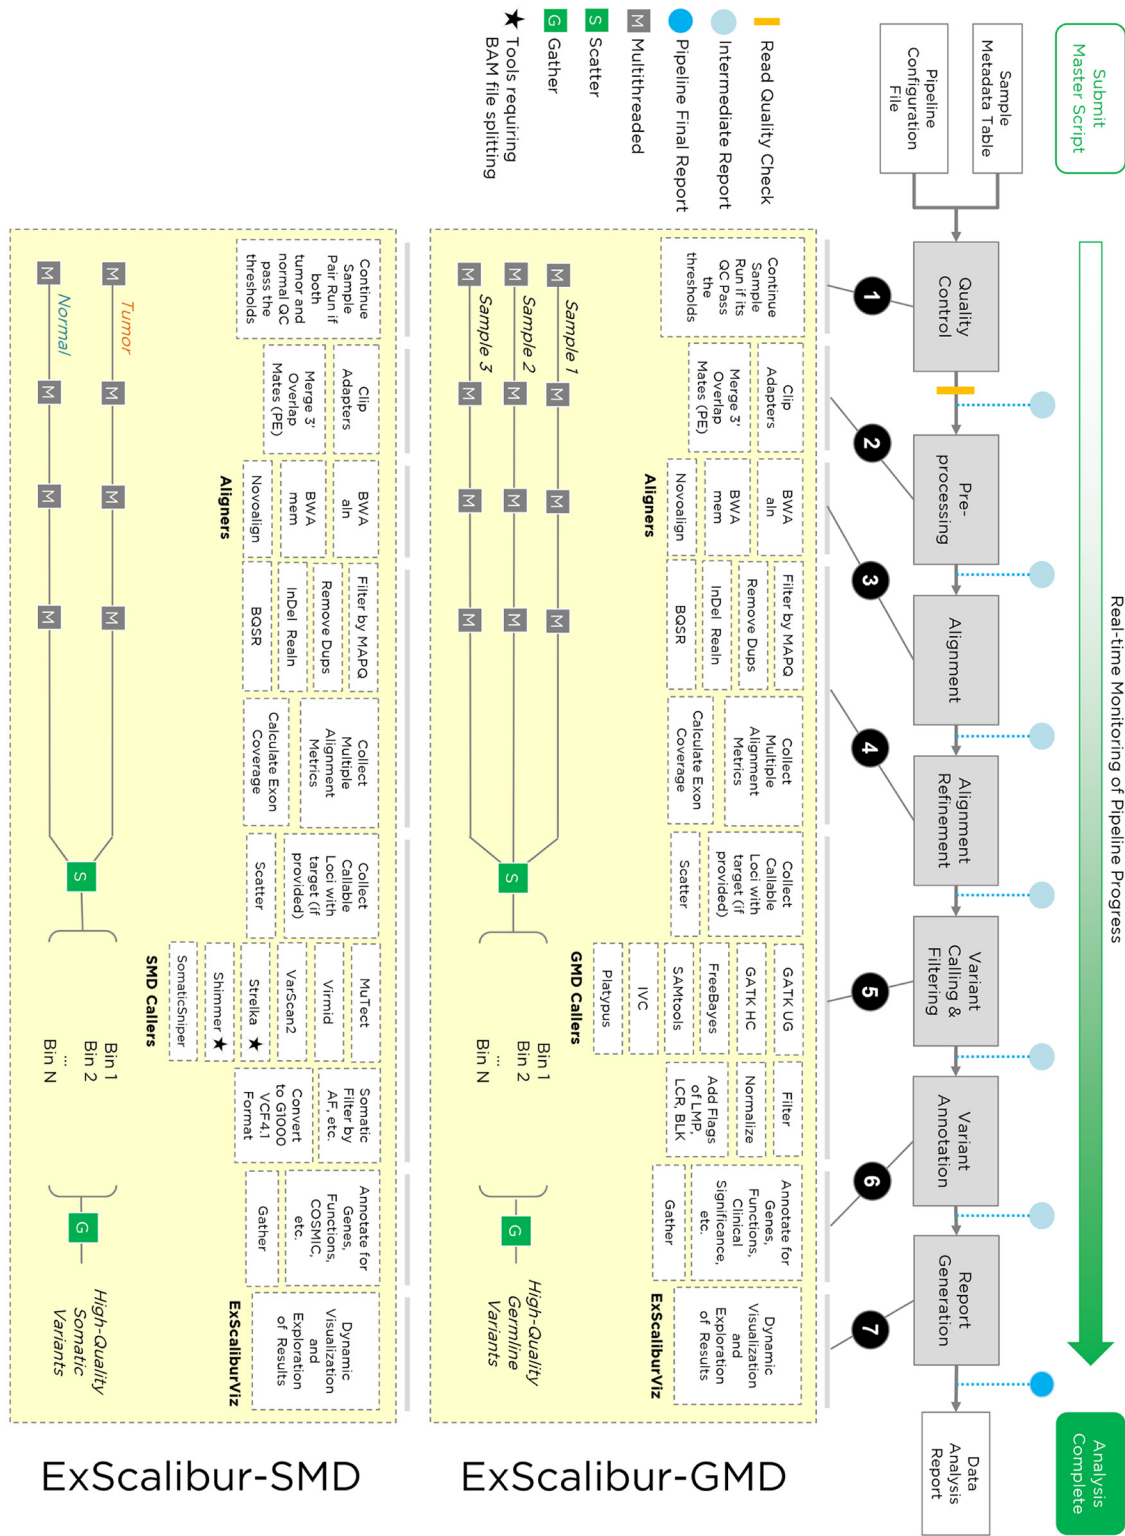 Submit
Master Script
Real-time Monitoring of Pipeline Progress
Analysis
Complete
Sample
Metadata Table
Pipeline
Configuration
File
Quality
Control
Pre-
processing
Alignment
Alignment
Refinement
Variant
Calling &
Filtering
Variant
Annotation
Report
Generation
Data
Analysis
Report
1
2
3
4
5
6
7
Read Quality Check
Intermediate Report
Pipeline Final Report
M Multithreaded
S Scatter
G Gather
★ Tools requiring
BAM file splitting
Continue
Sample
Run if its
QC Pass
the
thresholds
Clip
Adapters
Merge 3'
Overlap
Mates (PE)
BWA
aln
BWA
mem
Novoalign
Aligners
Filter by MAPQ
Remove Dups
InDel Realn
BQSR
Collect
Multiple
Alignment
Metrics
Calculate Exon
Coverage
Collect
Callable
Loci with
target (if
provided)
Scatter
GATK UG
GATK HC
FreeBayes
SAMtools
IVC
Platypus
GMD Callers
Filter
Normalize
Add Flags
of LMP,
LCR, BLK
Annotate for
Genes,
Functions,
Clinical
Significance,
etc.
Gather
Dynamic
Visualization
and
Exploration
of Results
ExScaliburViz
Sample 1
M M M M
Sample 2
M M M M
Sample 3
M M M M
S
Bin 1
Bin 2
...
Bin N
G
High-Quality
Germline
Variants
ExScalibur-GMD
Continue
Sample
Pair Run if
both
tumor and
normal QC
pass the
thresholds
Clip
Adapters
Merge 3'
Overlap
Mates (PE)
BWA
aln
BWA
mem
Novoalign
Aligners
Filter by MAPQ
Remove Dups
InDel Realn
BQSR
Collect
Multiple
Alignment
Metrics
Calculate Exon
Coverage
Collect
Callable
Loci with
target (if
provided)
Scatter
MuTect
Virmid
VarScan2
Strelka ★
Shimmer ★
SomaticSniper
SMD Callers
Somatic
Filter by
AF, etc.
Convert
to G1000
VCF4.1
Format
Annotate for
Genes,
Functions,
COSMIC,
etc.
Gather
Dynamic
Visualization
and
Exploration
of Results
ExScaliburViz
Tumor
M M M M
Normal
M M M M
S
Bin 1
Bin 2
...
Bin N
G
High-Quality
Somatic
Variants
ExScalibur-SMD